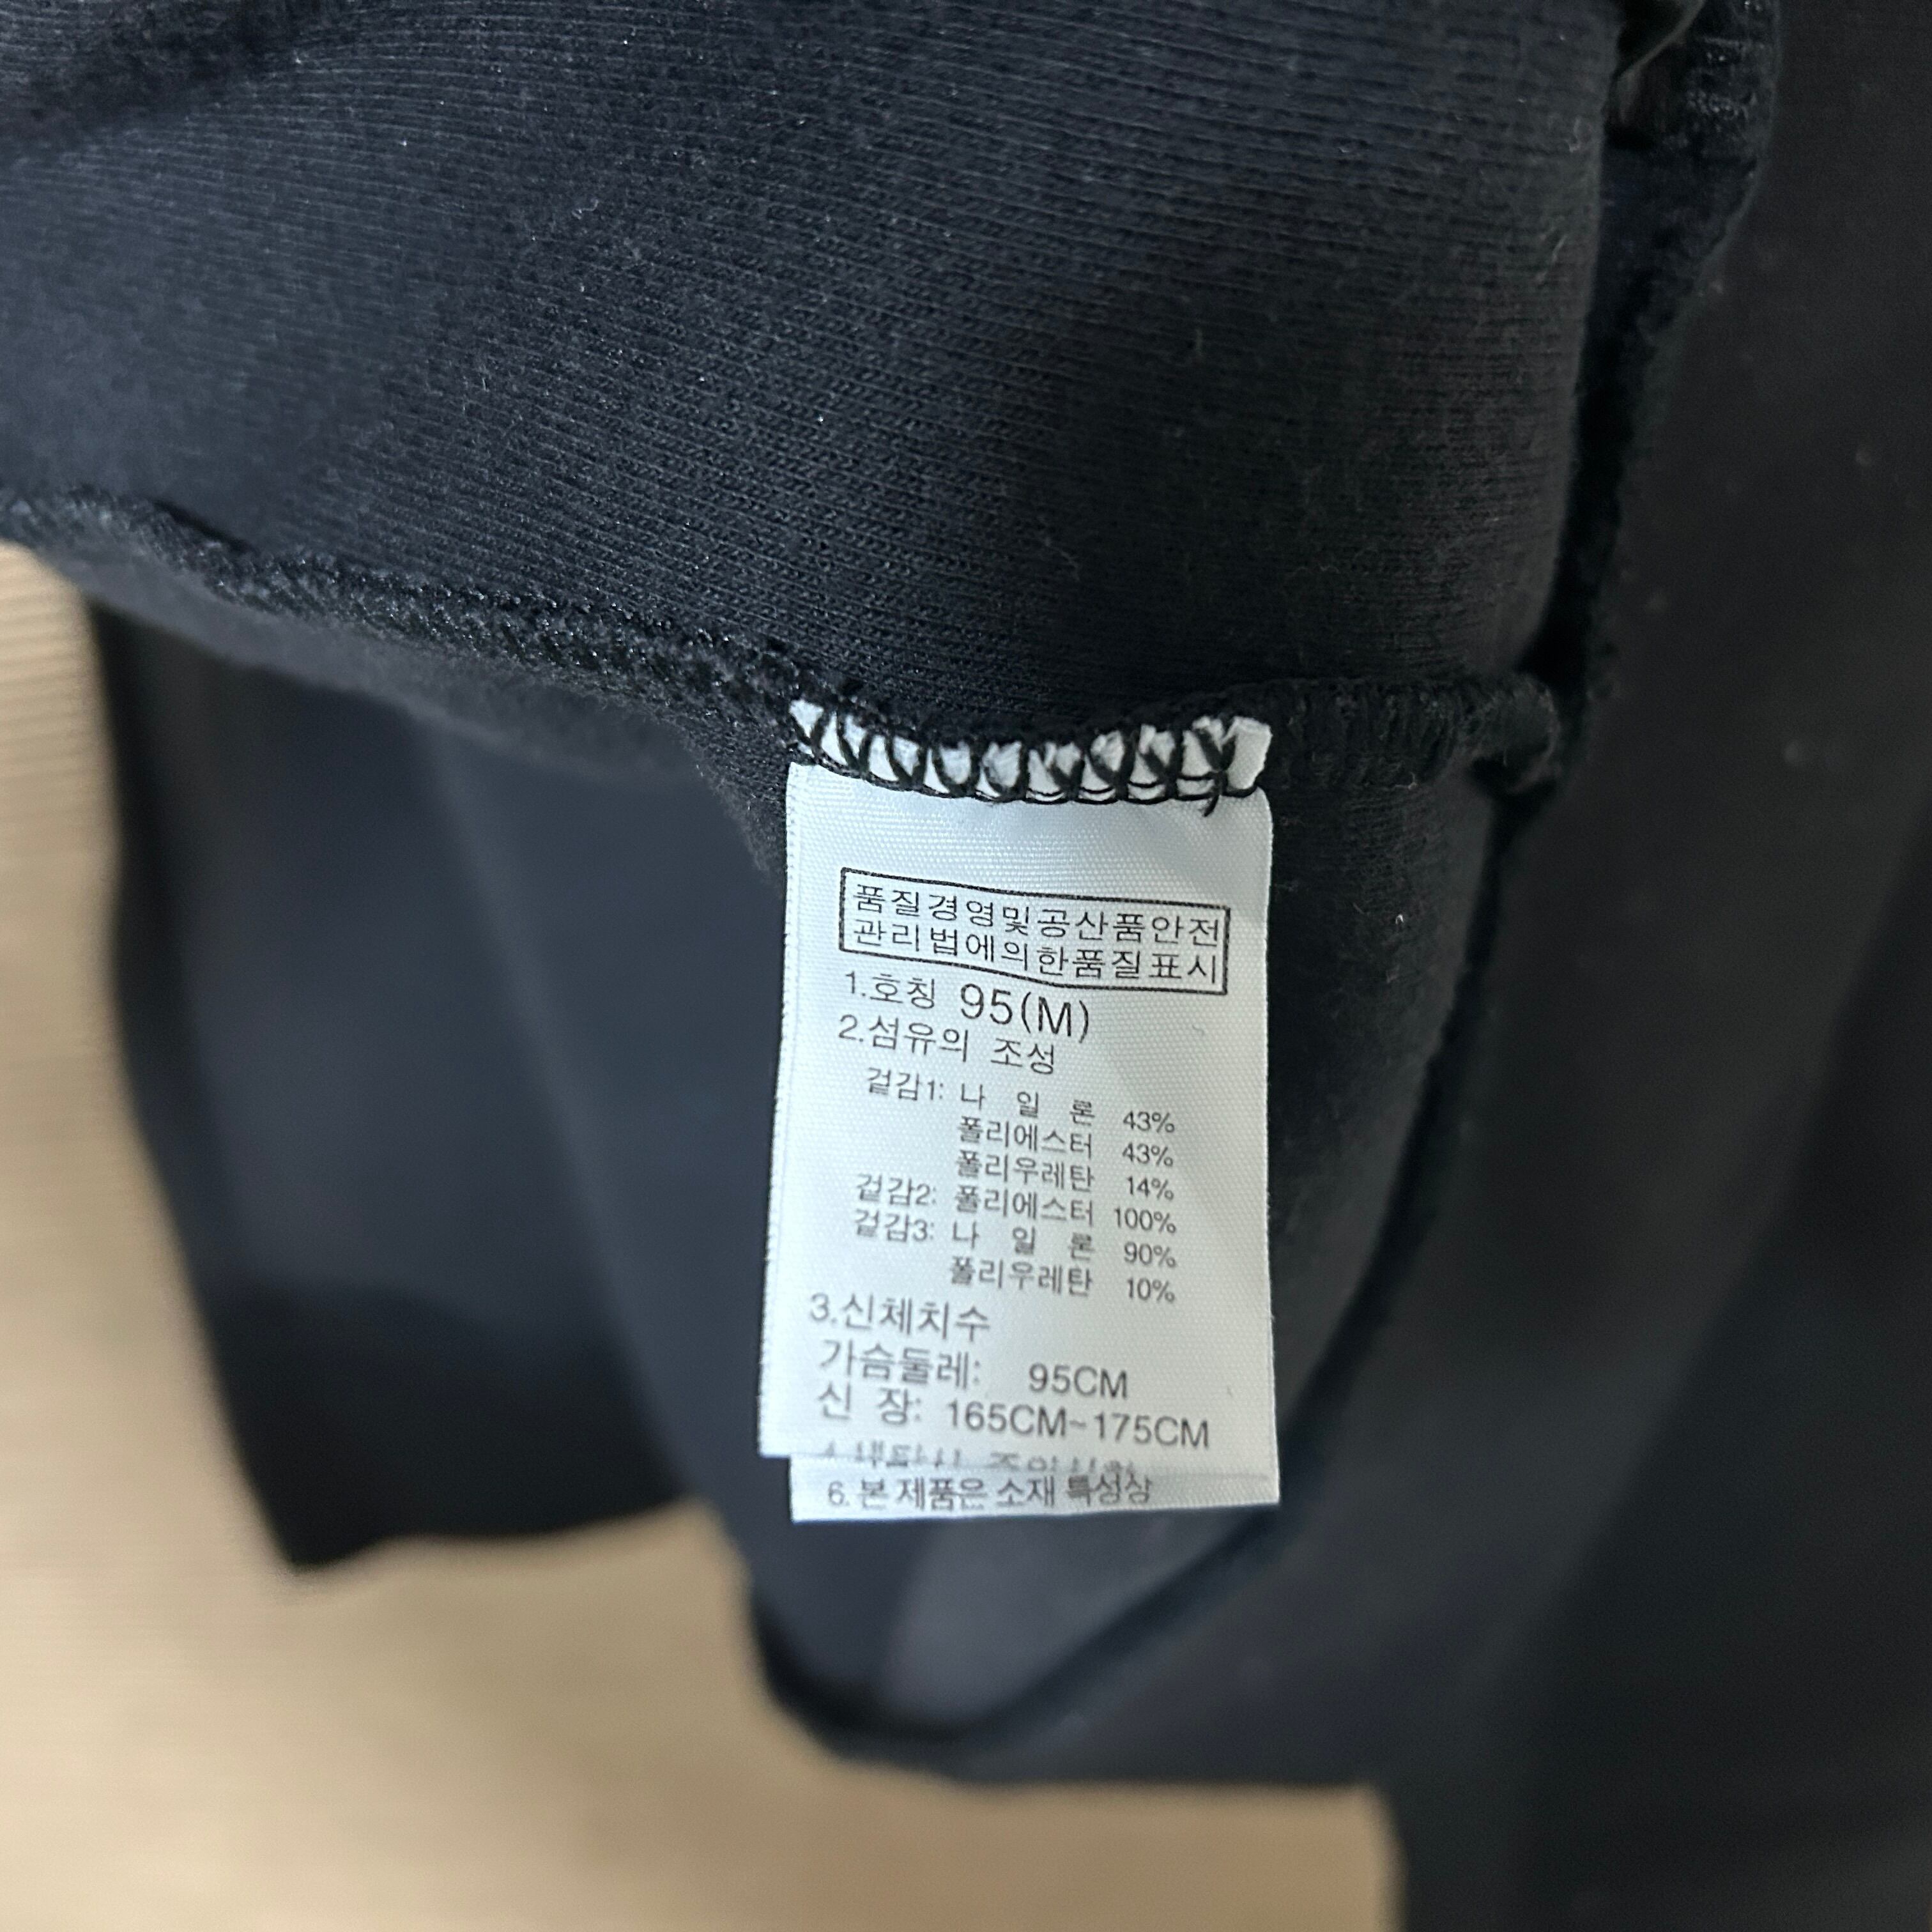 품질경영및공산품안전
관리법에의한품질표시
1.호칭 95(M)
2.섬유의 조성
겉감1: 나 일 론 43%
폴리에스터 43%
폴리우레탄 14%
겉감2: 폴리에스터 100%
겉감3: 나 일 론 90%
폴리우레탄 10%
3.신체치수
가슴둘레: 95CM
신 장: 165CM~175CM
6. 본 제품은 소재 특성상